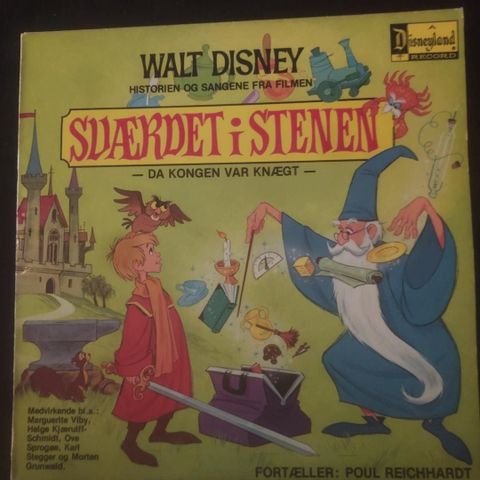 Disneyland
RECORD
WALT DISNEY
HISTORIEN OG SANGENE FRA FILMEN
SVÆRDET i STENEN
— DA KONGEN VAR KNÆGT —
Medvirkende bl.a.:
Marguerite Viby,
Helge Kjærulff-
Schmidt, Ove
Sprogøe, Karl
Stegger og Morten
Grunwald.
FORTÆLLER: POUL REICHHARDT